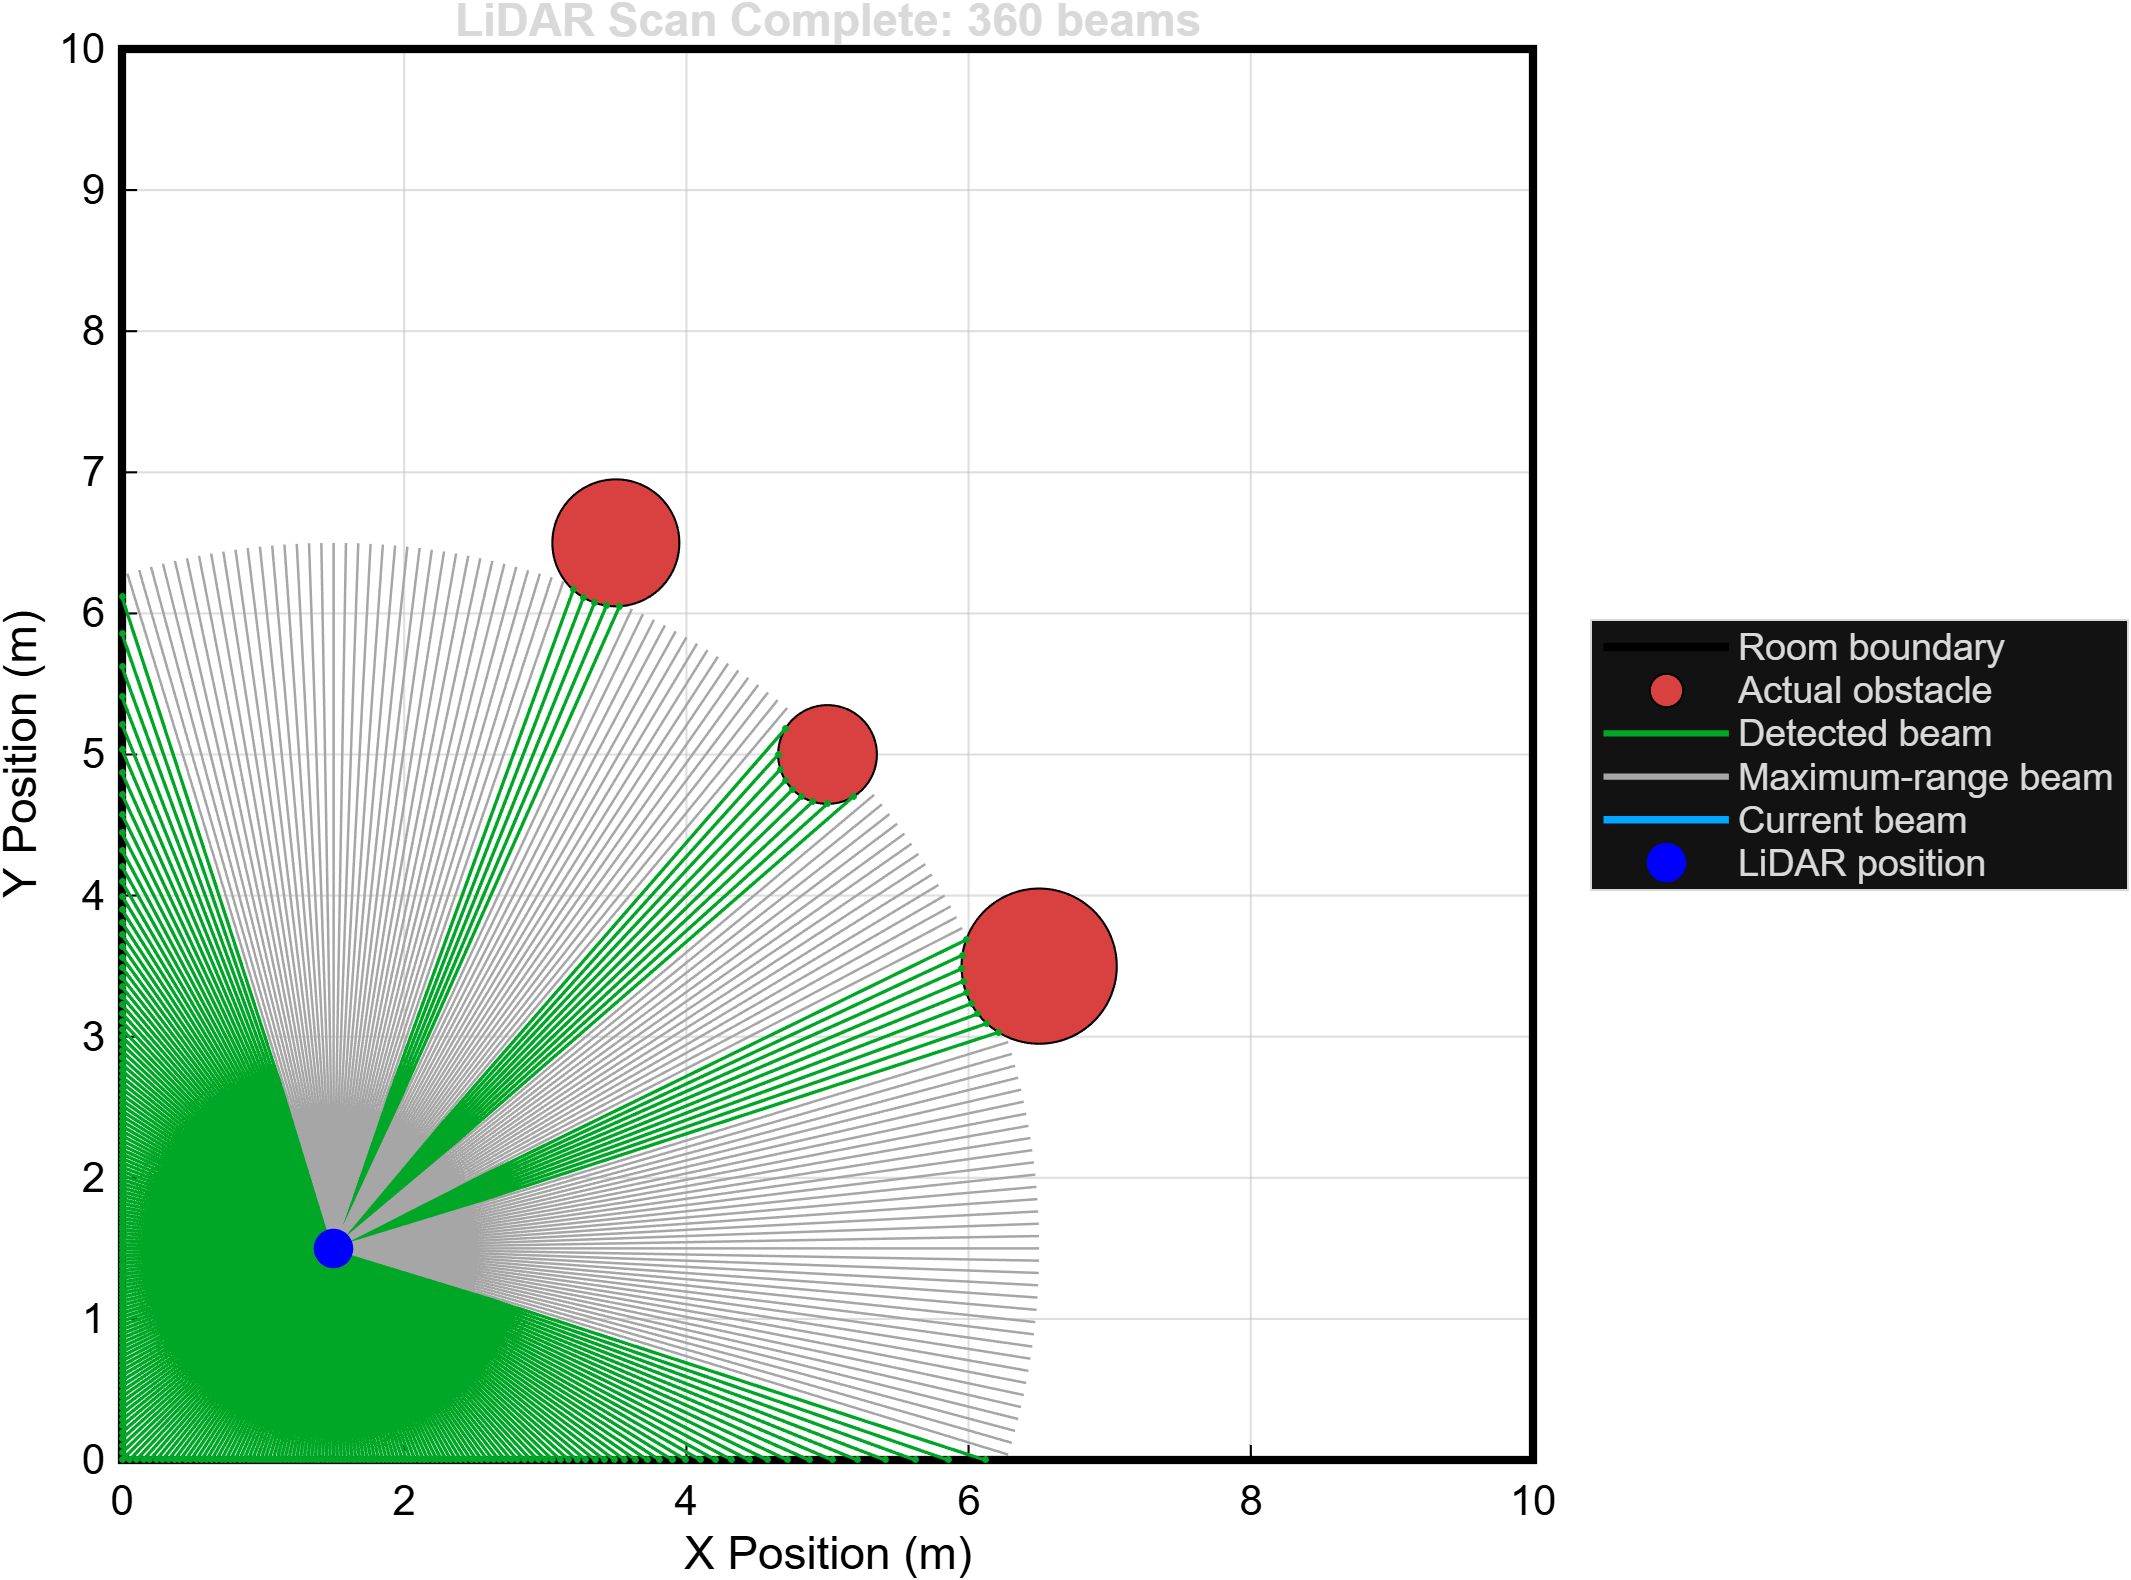 LiDAR Scan Complete: 360 beams
10
9
8
7
6
5
4
3
2
1
0
Y Position (m)
0 2 4 6 8 10
X Position (m)
Room boundary
Actual obstacle
Detected beam
Maximum-range beam
Current beam
LiDAR position